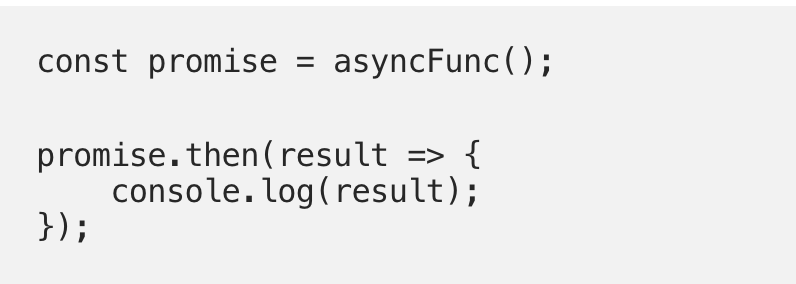 const promise = asyncFunc();
promise.then(result => {
    console.log(result);
});